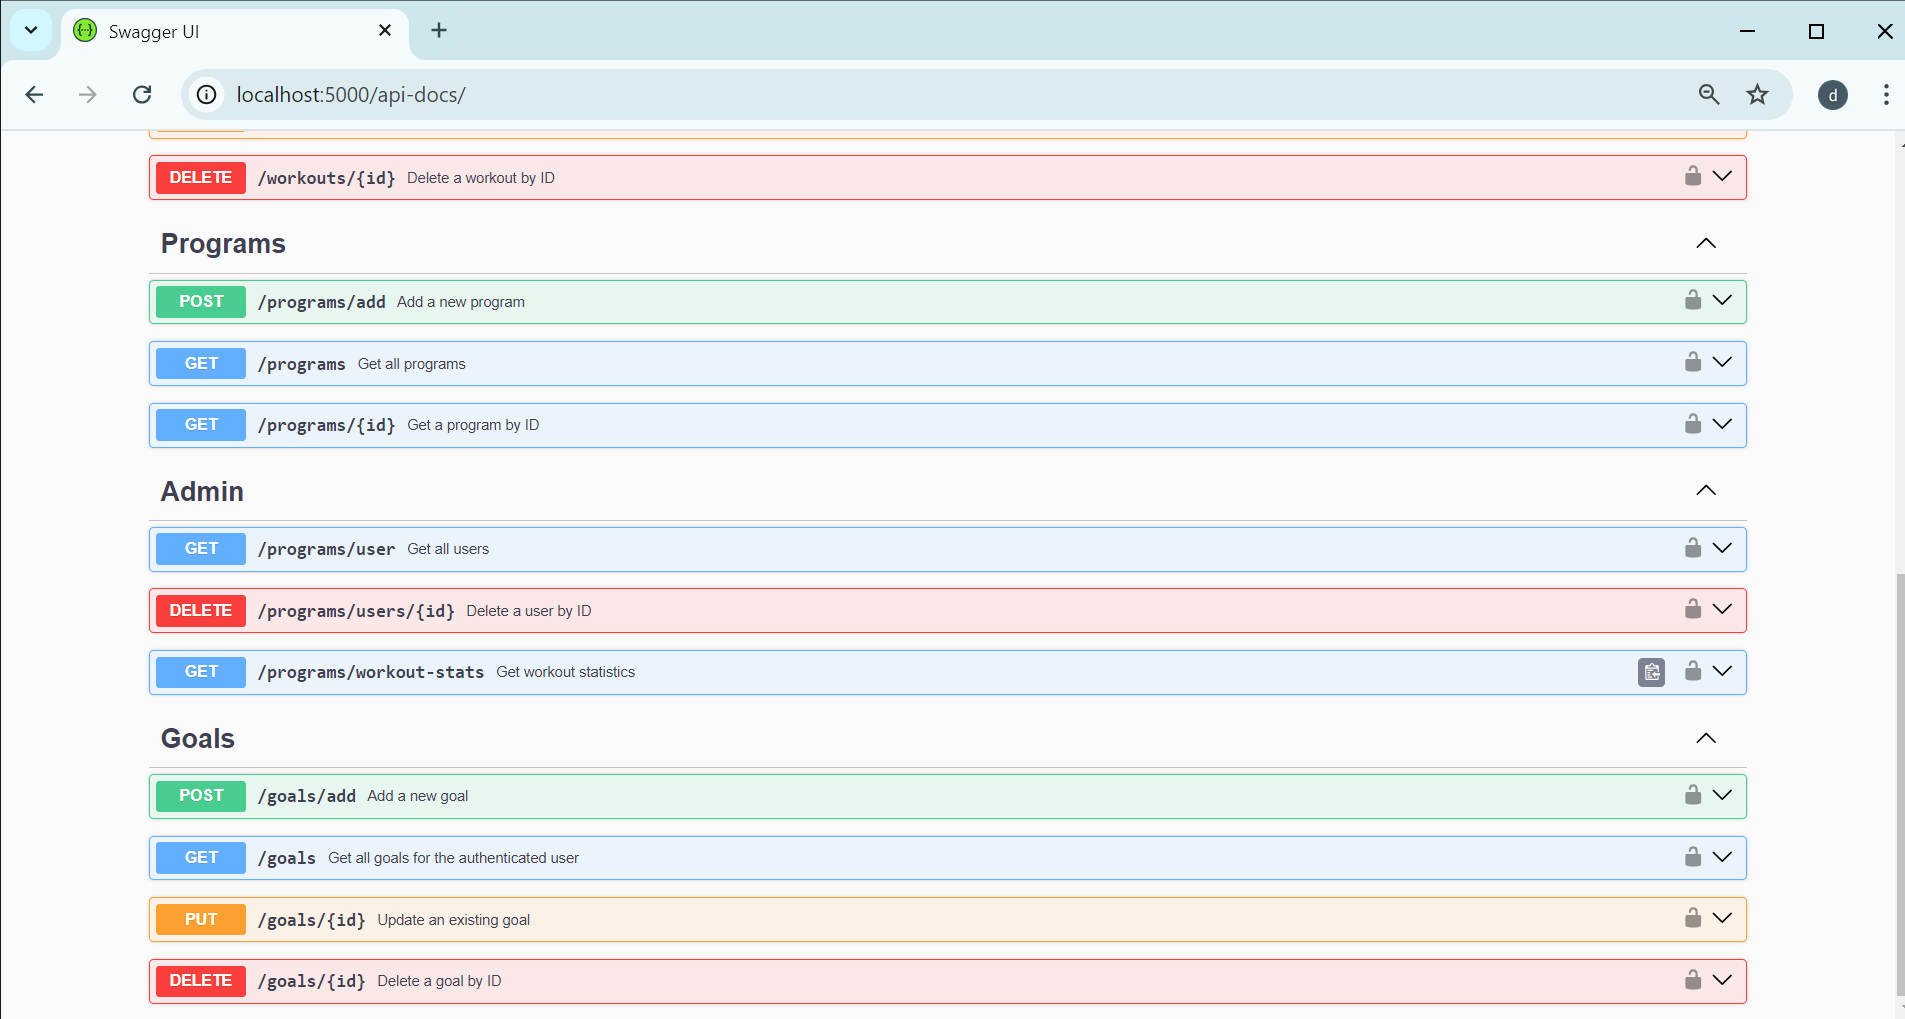 Swagger UI
localhost:5000/api-docs/
d
DELETE /workouts/{id} Delete a workout by ID
Programs
POST /programs/add Add a new program
GET /programs Get all programs
GET /programs/{id} Get a program by ID
Admin
GET /programs/user Get all users
DELETE /programs/users/{id} Delete a user by ID
GET /programs/workout-stats Get workout statistics
Goals
POST /goals/add Add a new goal
GET /goals Get all goals for the authenticated user
PUT /goals/{id} Update an existing goal
DELETE /goals/{id} Delete a goal by ID